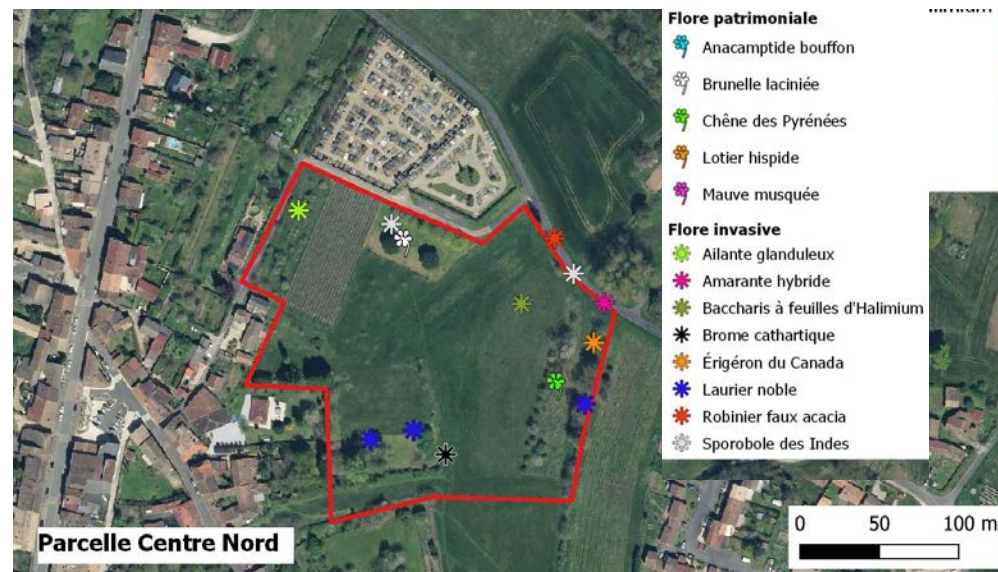 Flore patrimoniale
Anacamptide bouffon
Brunelle laciniée
Chêne des Pyrénées
Lotier hispide
Mauve musquée
Flore invasive
Ailante glanduleux
Amarante hybride
Baccharis à feuilles d'Halimium
Brome cathartique
Érigéron du Canada
Laurier noble
Robinier faux acacia
Sporobole des Indes
Parcelle Centre Nord
0 50 100 m